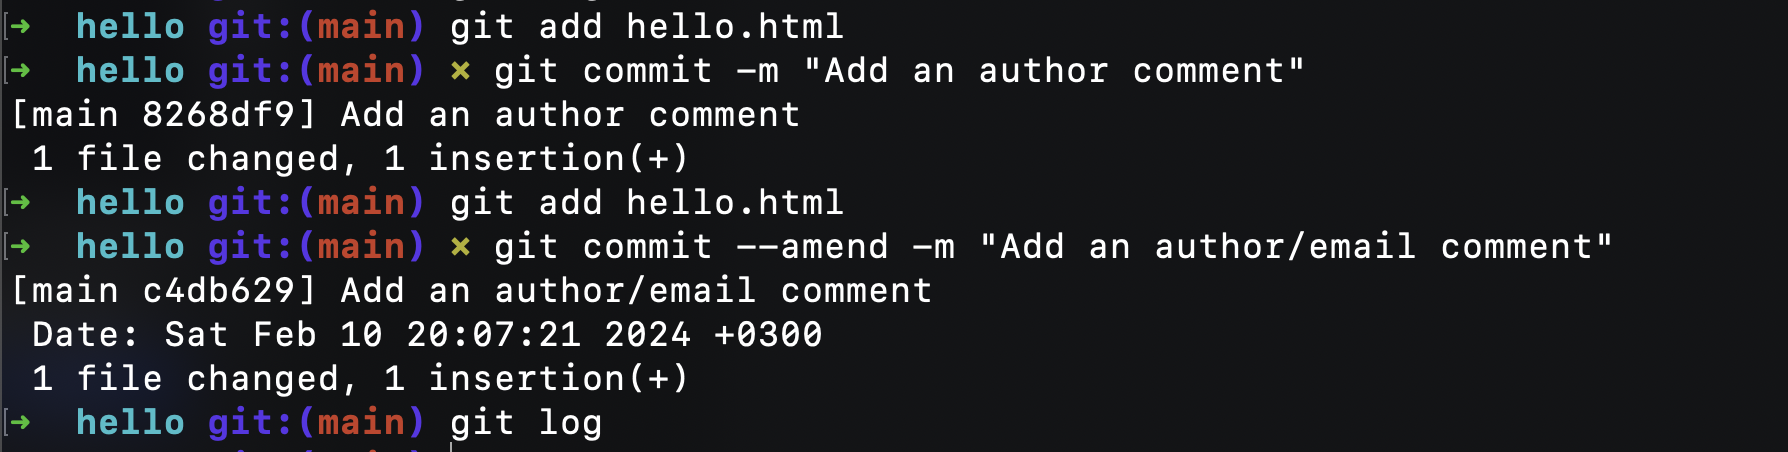 ➜  hello git:(main) git add hello.html
➜  hello git:(main) ✗ git commit -m "Add an author comment"
[main 8268df9] Add an author comment
 1 file changed, 1 insertion(+)
➜  hello git:(main) git add hello.html
➜  hello git:(main) ✗ git commit --amend -m "Add an author/email comment"
[main c4db629] Add an author/email comment
 Date: Sat Feb 10 20:07:21 2024 +0300
 1 file changed, 1 insertion(+)
➜  hello git:(main) git log